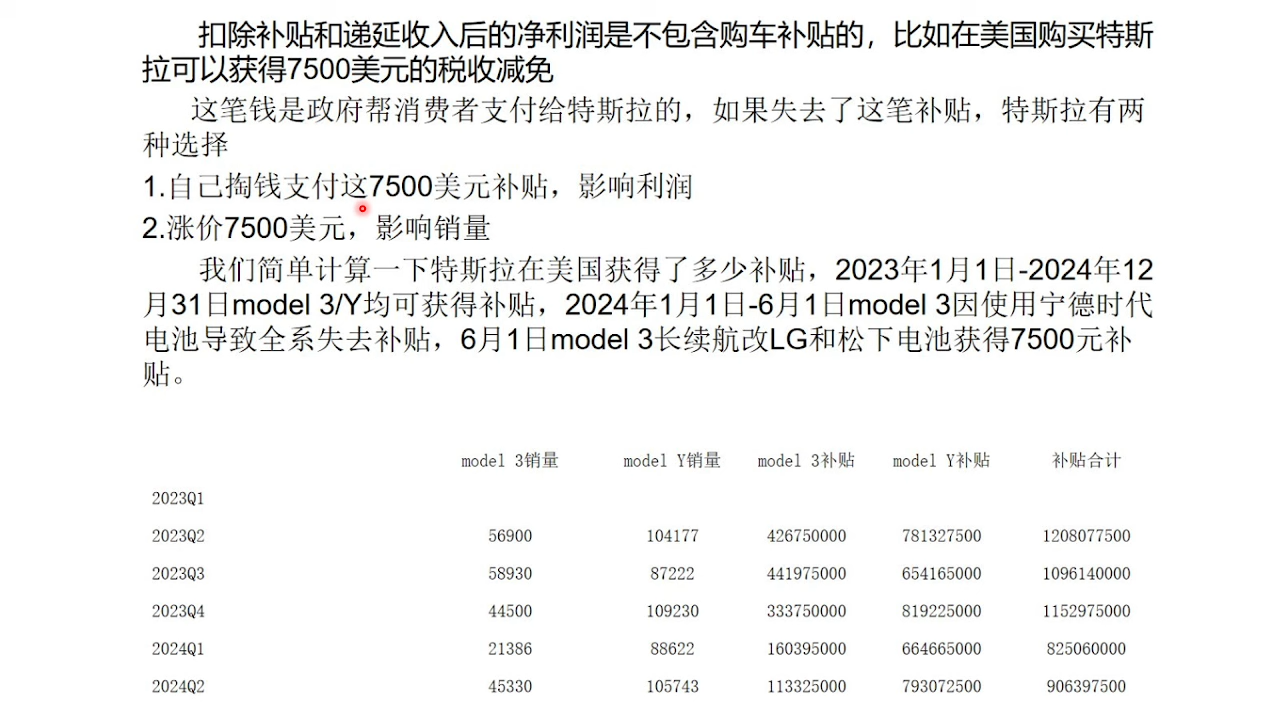 扣除补贴和递延收入后的净利润是不包含购车补贴的，比如在美国购买特斯
拉可以获得7500美元的税收减免
这笔钱是政府帮消费者支付给特斯拉的，如果失去了这笔补贴，特斯拉有两
种选择
1.自己掏钱支付这7500美元补贴，影响利润
2.涨价7500美元，影响销量
我们简单计算一下特斯拉在美国获得了多少补贴，2023年1月1日-2024年12
月31日model 3/Y均可获得补贴，2024年1月1日-6月1日model 3因使用宁德时代
电池导致全系失去补贴，6月1日model 3长续航改LG和松下电池获得7500元补
贴。
model 3销量 model Y销量 model 3补贴 model Y补贴 补贴合计
2023Q1
2023Q2 56900 104177 426750000 781327500 1208077500
2023Q3 58930 87222 441975000 654165000 1096140000
2023Q4 44500 109230 333750000 819225000 1152975000
2024Q1 21386 88622 160395000 664665000 825060000
2024Q2 45330 105743 113325000 793072500 906397500